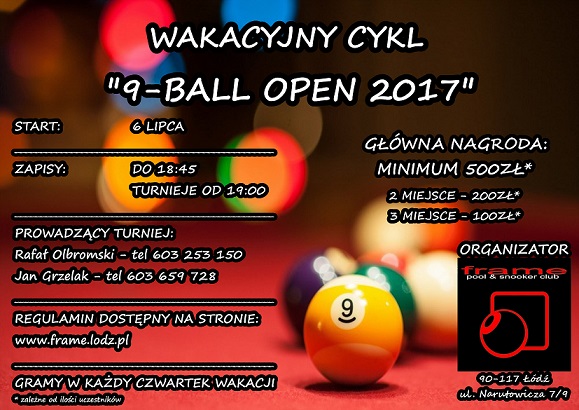 WAKACYJNY CYKL
"9-BALL OPEN 2017"
START: 6 LIPCA
ZAPISY: DO 18:45
TURNIEJE OD 19:00
PROWADZĄCY TURNIEJ:
Rafał Olbromski - tel 603 253 150
Jan Grzelak - tel 603 659 728
REGULAMIN DOSTĘPNY NA STRONIE:
www.frame.lodz.pl
GRAMY W KAŻDY CZWARTEK WAKACJI
* zależne od ilości uczestników
GŁÓWNA NAGRODA:
MINIMUM 500ZŁ*
2 MIEJSCE - 200ZŁ*
3 MIEJSCE - 100ZŁ*
ORGANIZATOR
frame
pool & snooker club
90-117 Łódź
ul. Narutowicza 7/9
9